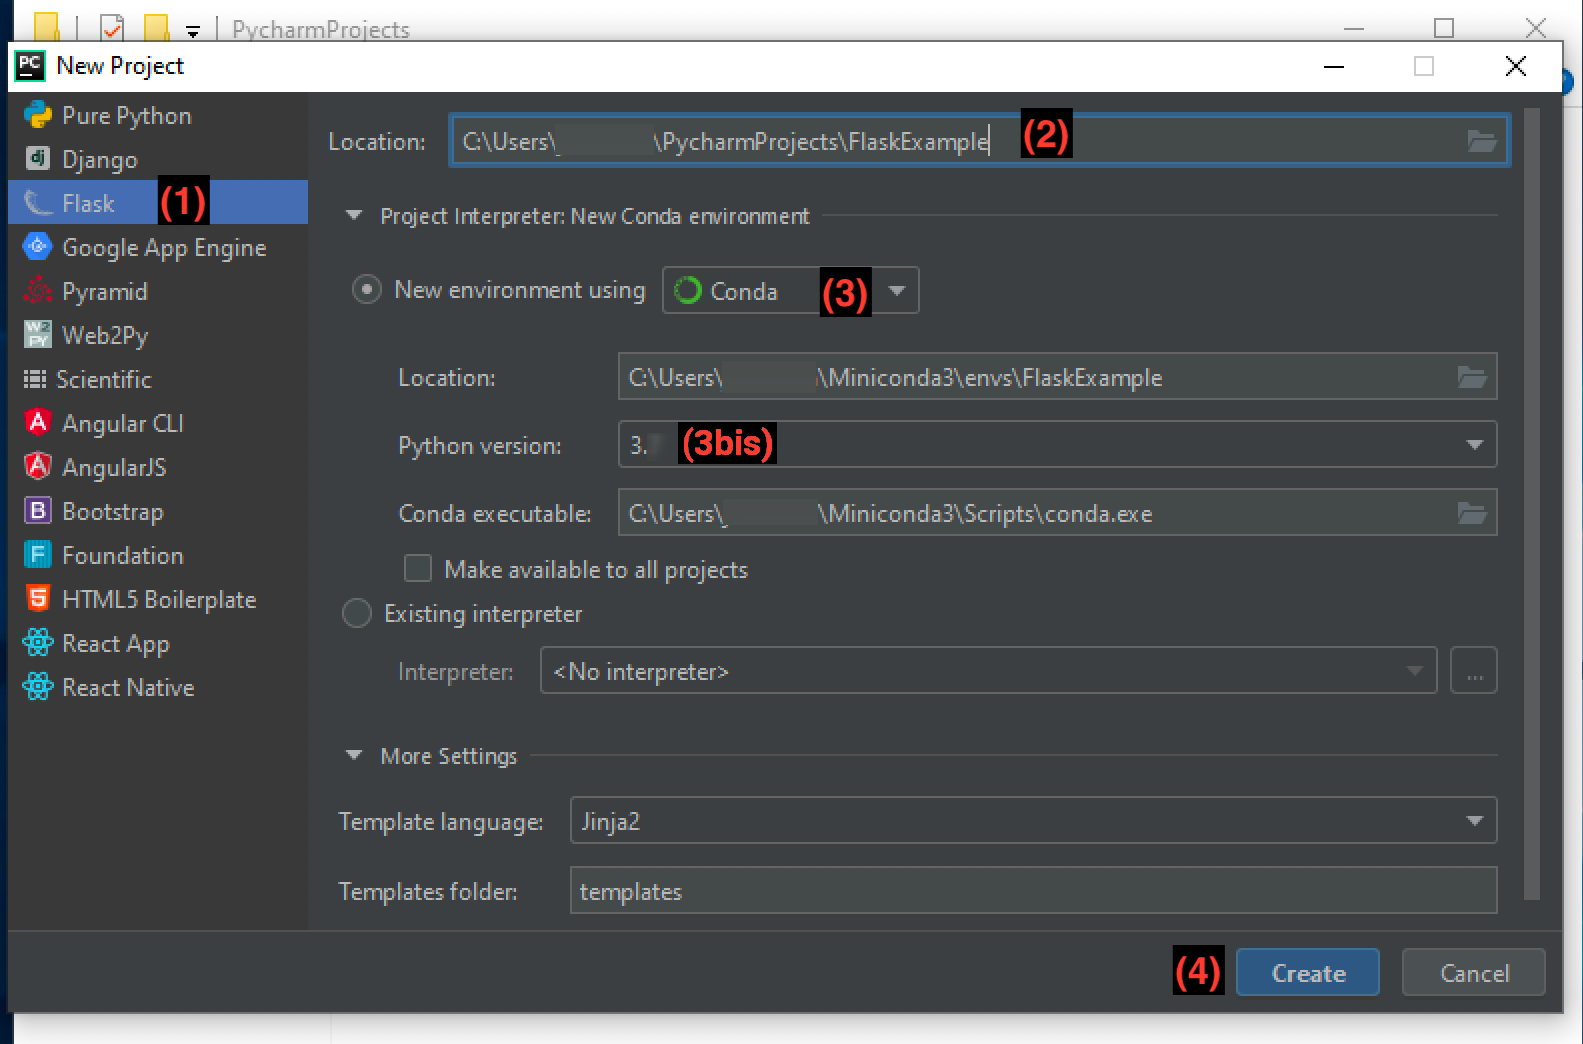 PycharmProjects
PC New Project
Pure Python
dj Django
Flask (1)
Google App Engine
Pyramid
W2 PY Web2Py
Scientific
A Angular CLI
A AngularJS
B Bootstrap
F Foundation
5 HTML5 Boilerplate
React App
React Native
Location: C:\Users\ \PycharmProjects\FlaskExample (2)
Project Interpreter: New Conda environment
New environment using Conda (3)
Location: C:\Users\ \Miniconda3\envs\FlaskExample
Python version: 3. (3bis)
Conda executable: C:\Users\ \Miniconda3\Scripts\conda.exe
Make available to all projects
Existing interpreter
Interpreter: <No interpreter> ...
More Settings
Template language: Jinja2
Templates folder: templates
(4) Create Cancel